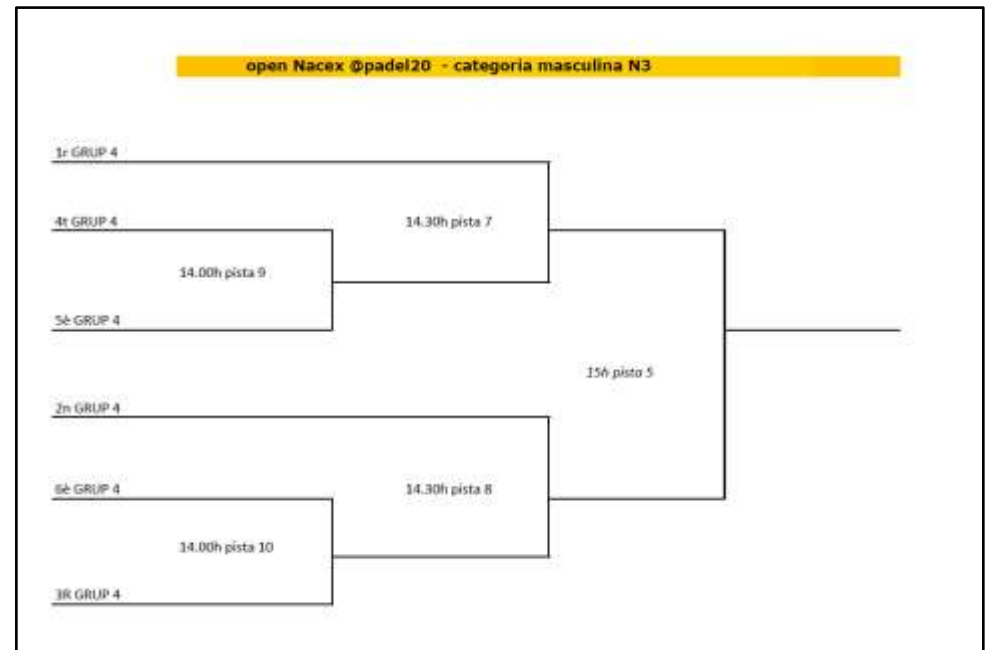 open Nacex @padel20 - categoria masculina N3
1r GRUP 4
4t GRUP 4
14.30h pista 7
14.00h pista 9
5è GRUP 4
15h pista 5
2n GRUP 4
6è GRUP 4
14.30h pista 8
14.00h pista 10
3R GRUP 4